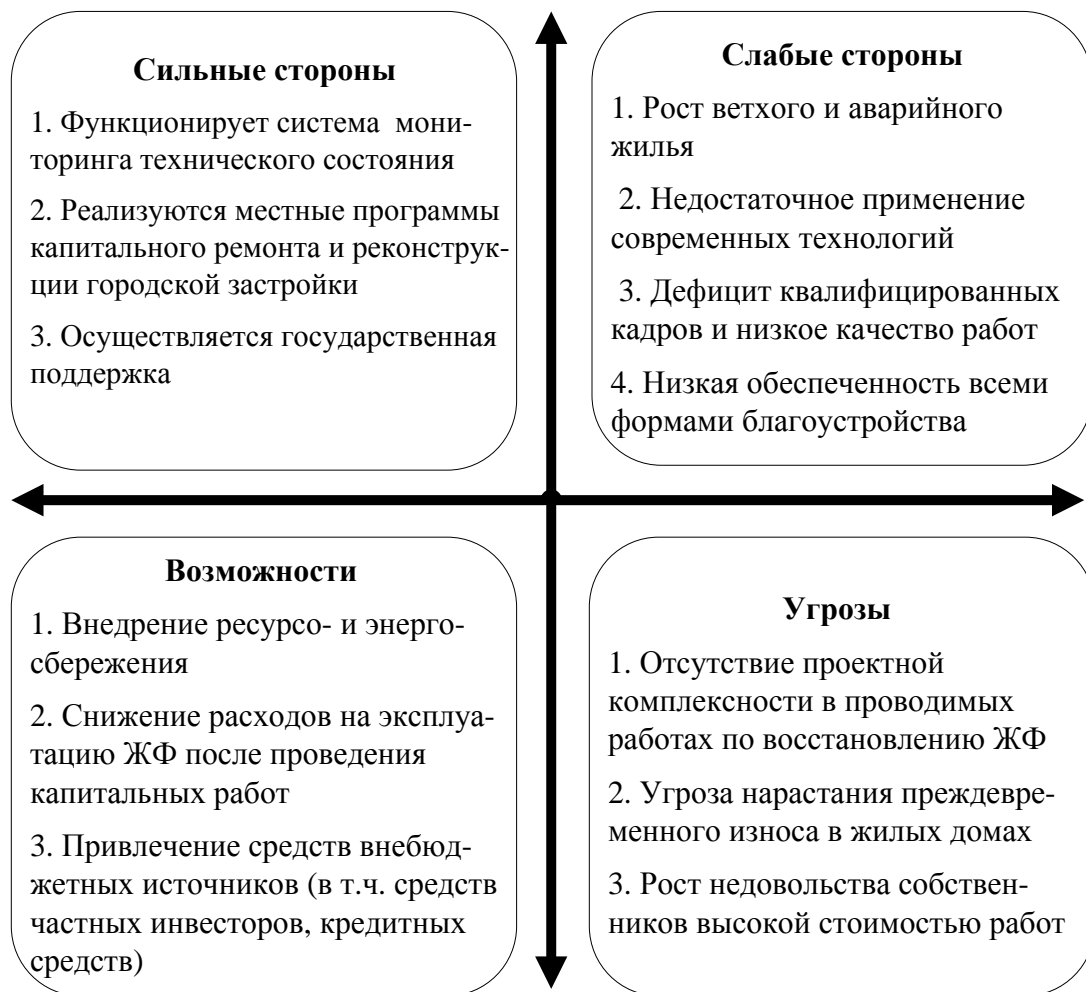 Сильные стороны
1. Функционирует система мони-
торинга технического состояния
2. Реализуются местные программы
капитального ремонта и реконструк-
ции городской застройки
3. Осуществляется государственная
поддержка
Слабые стороны
1. Рост ветхого и аварийного
жилья
2. Недостаточное применение
современных технологий
3. Дефицит квалифицированных
кадров и низкое качество работ
4. Низкая обеспеченность всеми
формами благоустройства
Возможности
1. Внедрение ресурсо- и энерго-
сбережения
2. Снижение расходов на эксплуа-
тацию ЖФ после проведения
капитальных работ
3. Привлечение средств внебюд-
жетных источников (в т.ч. средств
частных инвесторов, кредитных
средств)
Угрозы
1. Отсутствие проектной
комплексности в проводимых
работах по восстановлению ЖФ
2. Угроза нарастания преждевре-
менного износа в жилых домах
3. Рост недовольства собствен-
ников высокой стоимостью работ